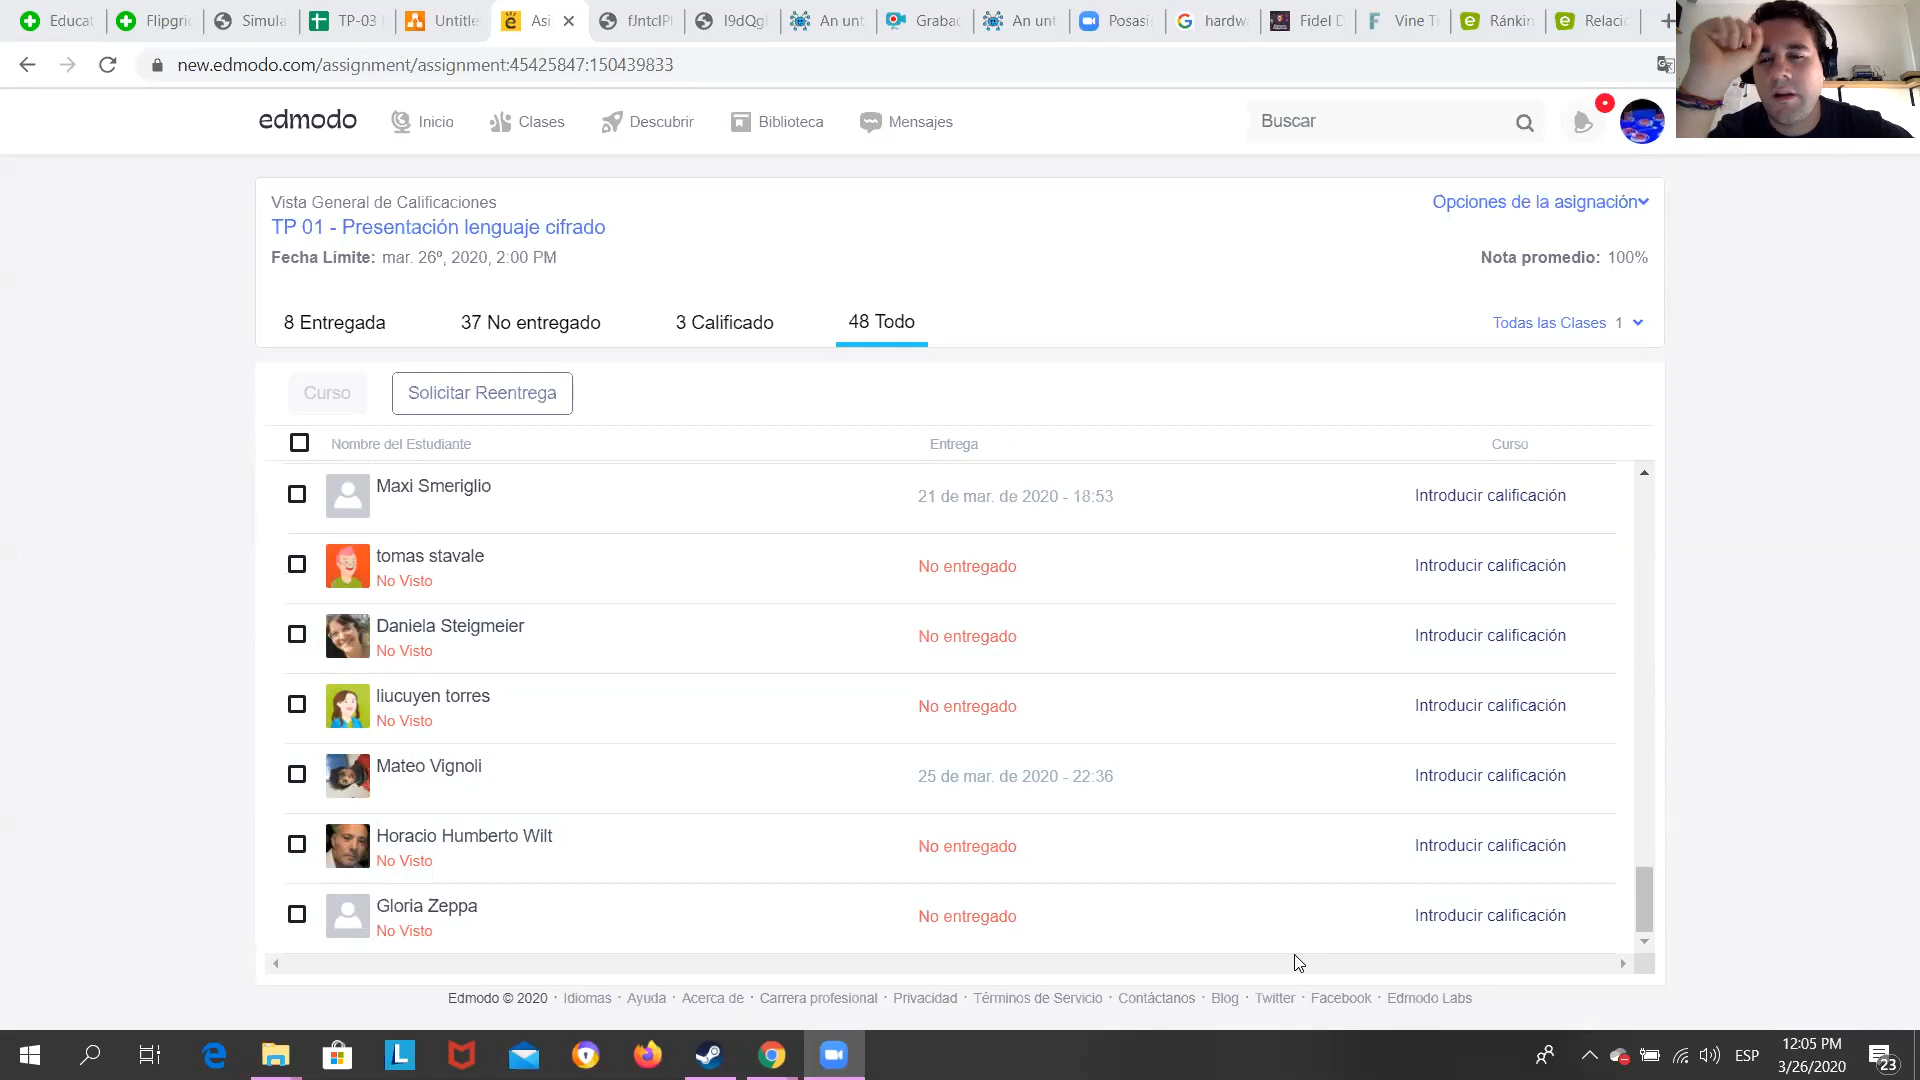 Educat
Flipgri
Simula
TP-03
Untitle
Asi
fJntclPl
l9dQgl
An unt
Grabac
An unt
Posasi
hardwa
Fidel D
Vine T
Ránkin
Relacio
new.edmodo.com/assignment/assignment:45425847:150439833
edmodo
Inicio
Clases
Descubrir
Biblioteca
Mensajes
Buscar
Vista General de Calificaciones
Opciones de la asignación
TP 01 - Presentación lenguaje cifrado
Fecha Límite: mar. 26º, 2020, 2:00 PM
Nota promedio: 100%
8 Entregada
37 No entregado
3 Calificado
48 Todo
Todas las Clases 1
Curso
Solicitar Reentrega
Nombre del Estudiante
Entrega
Curso
Maxi Smeriglio
21 de mar. de 2020 - 18:53
Introducir calificación
tomas stavale
No Visto
No entregado
Introducir calificación
Daniela Steigmeier
No Visto
No entregado
Introducir calificación
liucuyen torres
No Visto
No entregado
Introducir calificación
Mateo Vignoli
25 de mar. de 2020 - 22:36
Introducir calificación
Horacio Humberto Wilt
No Visto
No entregado
Introducir calificación
Gloria Zeppa
No Visto
No entregado
Introducir calificación
Edmodo © 2020 · Idiomas · Ayuda · Acerca de · Carrera profesional · Privacidad · Términos de Servicio · Contáctanos · Blog · Twitter · Facebook · Edmodo Labs
ESP
12:05 PM
3/26/2020
23